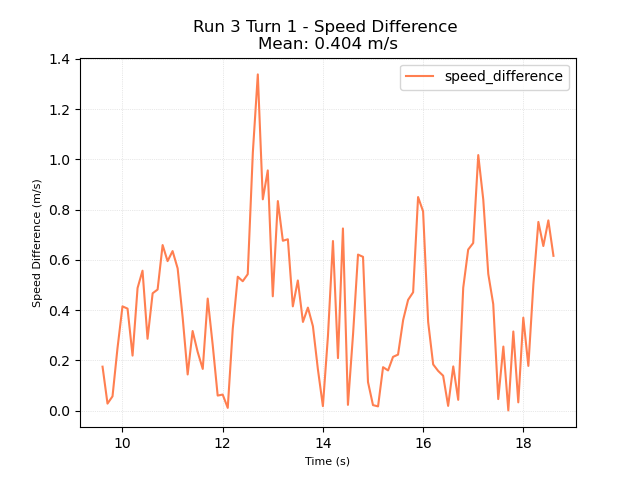 Run 3 Turn 1 - Speed Difference
Mean: 0.404 m/s
speed_difference
Speed Difference (m/s)
1.4
1.2
1.0
0.8
0.6
0.4
0.2
0.0
10 12 14 16 18
Time (s)